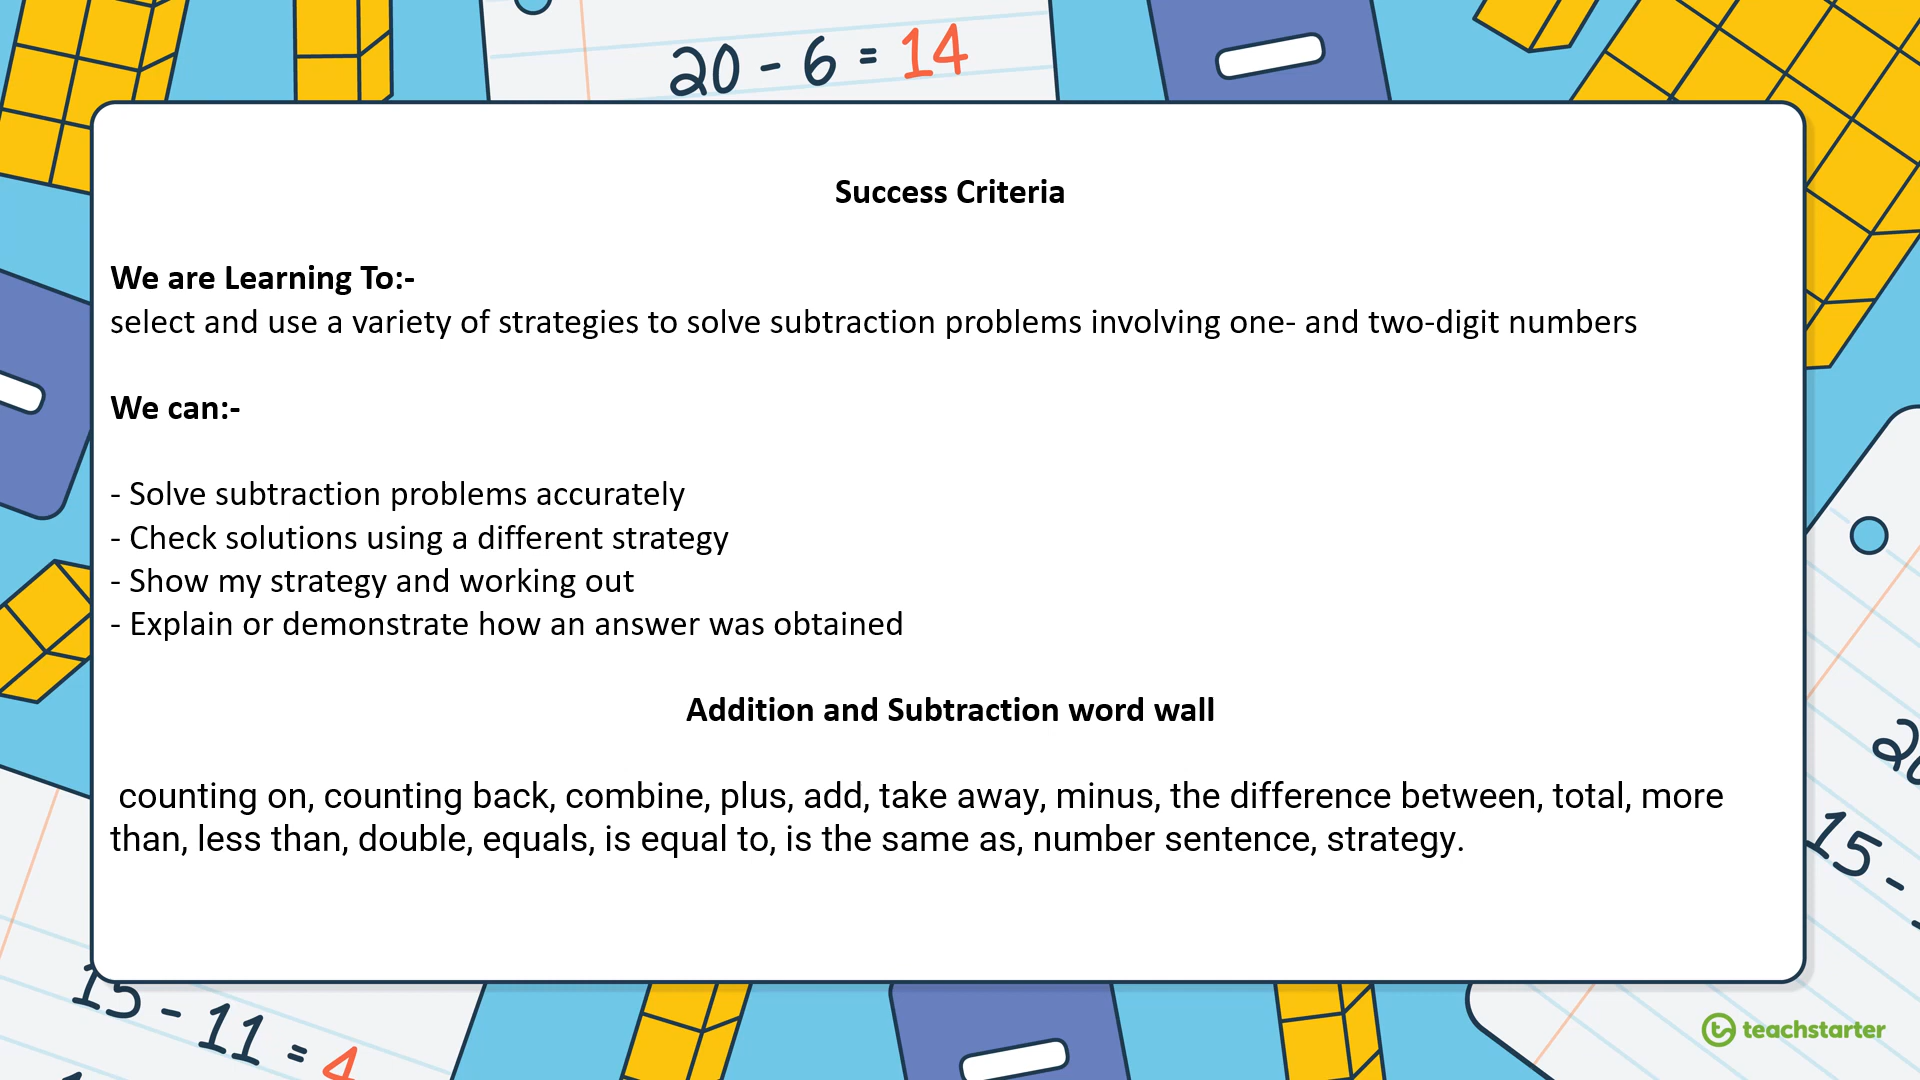 20 - 6 = 14
Success Criteria
We are Learning To:-
select and use a variety of strategies to solve subtraction problems involving one- and two-digit numbers
We can:-
- Solve subtraction problems accurately
- Check solutions using a different strategy
- Show my strategy and working out
- Explain or demonstrate how an answer was obtained
Addition and Subtraction word wall
counting on, counting back, combine, plus, add, take away, minus, the difference between, total, more
than, less than, double, equals, is equal to, is the same as, number sentence, strategy.
15 -
15 - 11 = 4
teachstarter